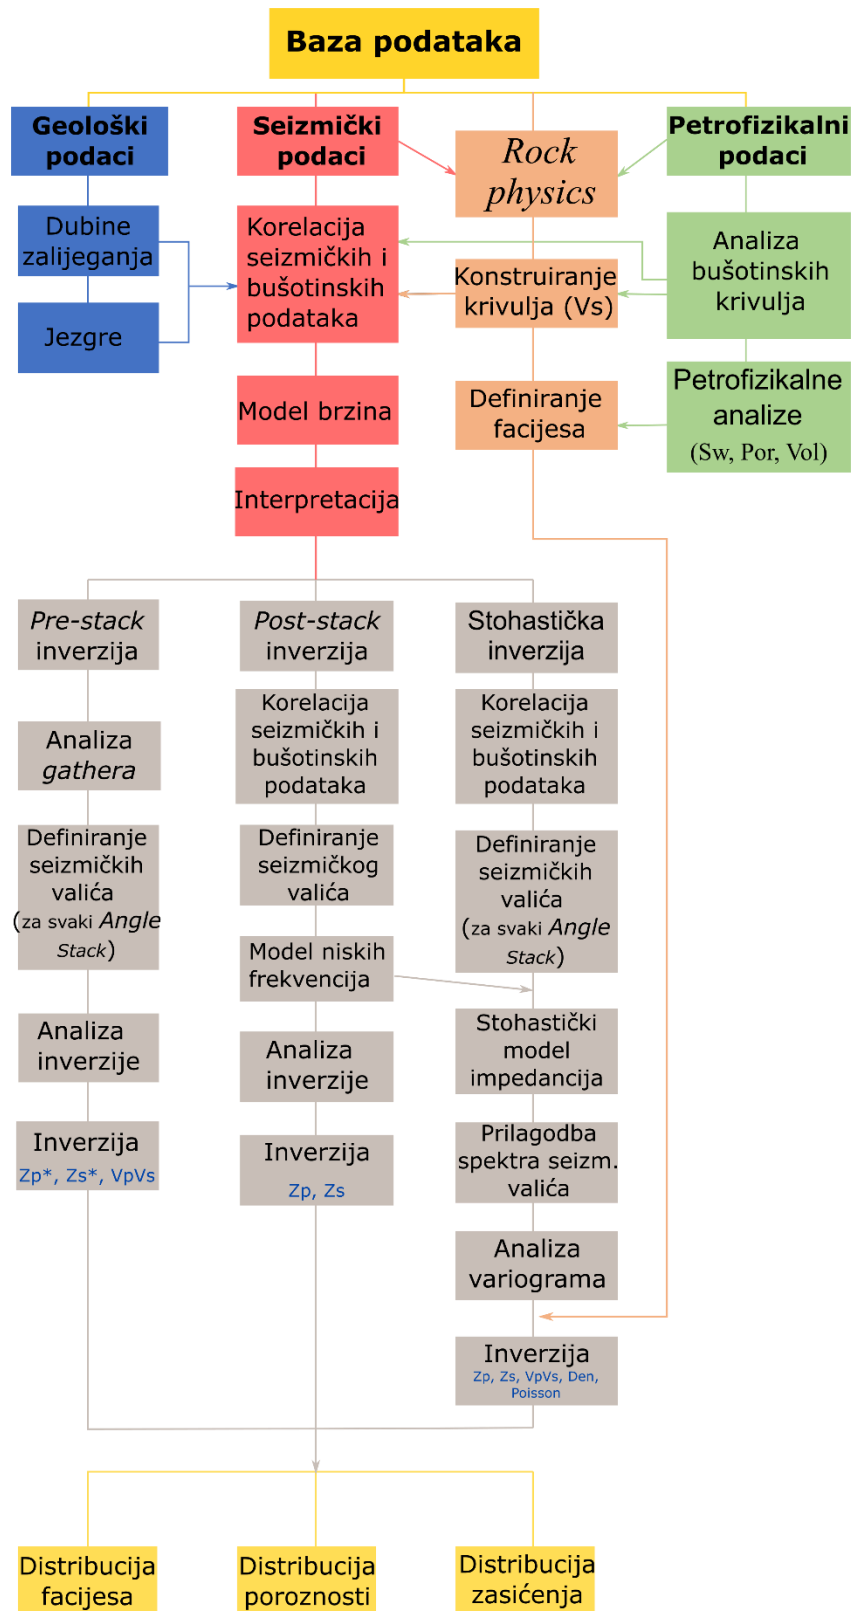 Baza podataka
Geološki
podaci
Seizmički
podaci
Rock
physics
Petrofizikalni
podaci
Dubine
zalijeganja
Jezgre
Korelacija
seizmičkih i
bušotinskih
podataka
Konstruiranje
krivulja (Vs)
Analiza
bušotinskih
krivulja
Model brzina
Definiranje
facijesa
Petrofizikalne
analize
(Sw, Por, Vol)
Interpretacija
Pre-stack
inverzija
Analiza
gathera
Definiranje
seizmičkih
valića
(za svaki Angle
Stack)
Analiza
inverzije
Inverzija
Zp*, Zs*, VpVs
Post-stack
inverzija
Korelacija
seizmičkih i
bušotinskih
podataka
Definiranje
seizmičkog
valića
Model niskih
frekvencija
Analiza
inverzije
Inverzija
Zp, Zs
Stohastička
inverzija
Korelacija
seizmičkih i
bušotinskih
podataka
Definiranje
seizmičkih
valića
(za svaki Angle
Stack)
Stohastički
model
impedancija
Prilagodba
spektra seizm.
valića
Analiza
variograma
Inverzija
Zp, Zs, VpVs, Den,
Poisson
Distribucija
facijesa
Distribucija
poroznosti
Distribucija
zasićenja